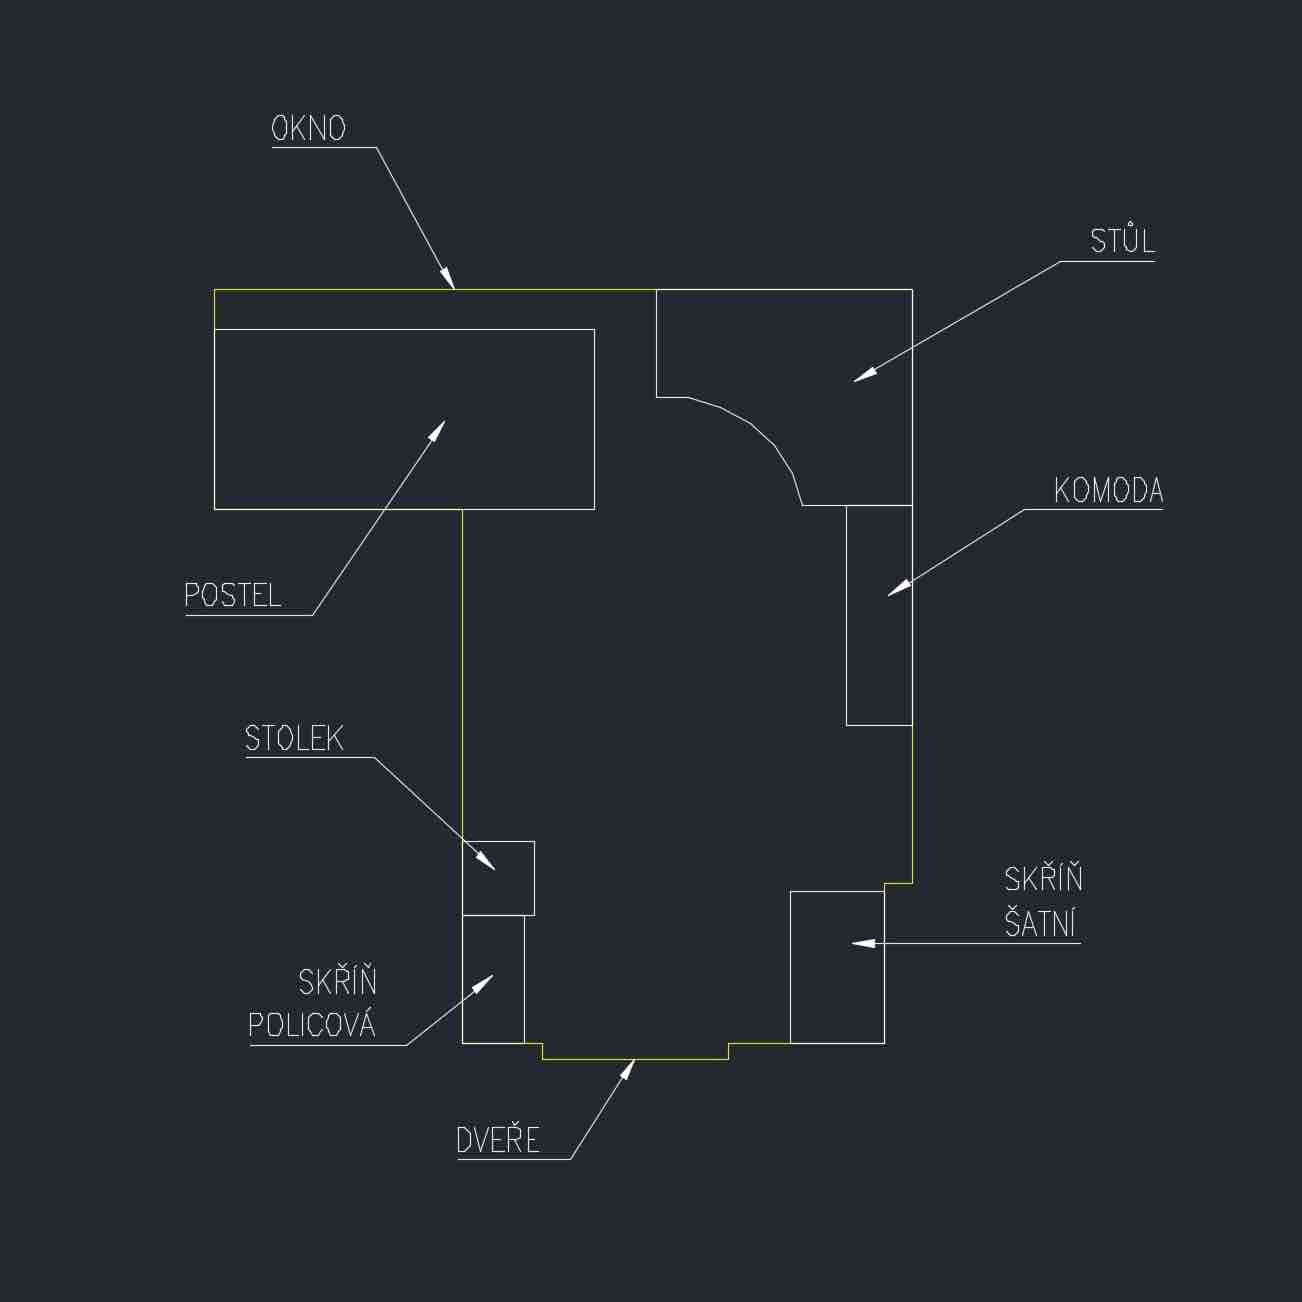 OKNO
STŮL
KOMODA
POSTEL
STOLEK
SKŘÍŇ
ŠATNÍ
SKŘÍŇ
POLICOVÁ
DVEŘE